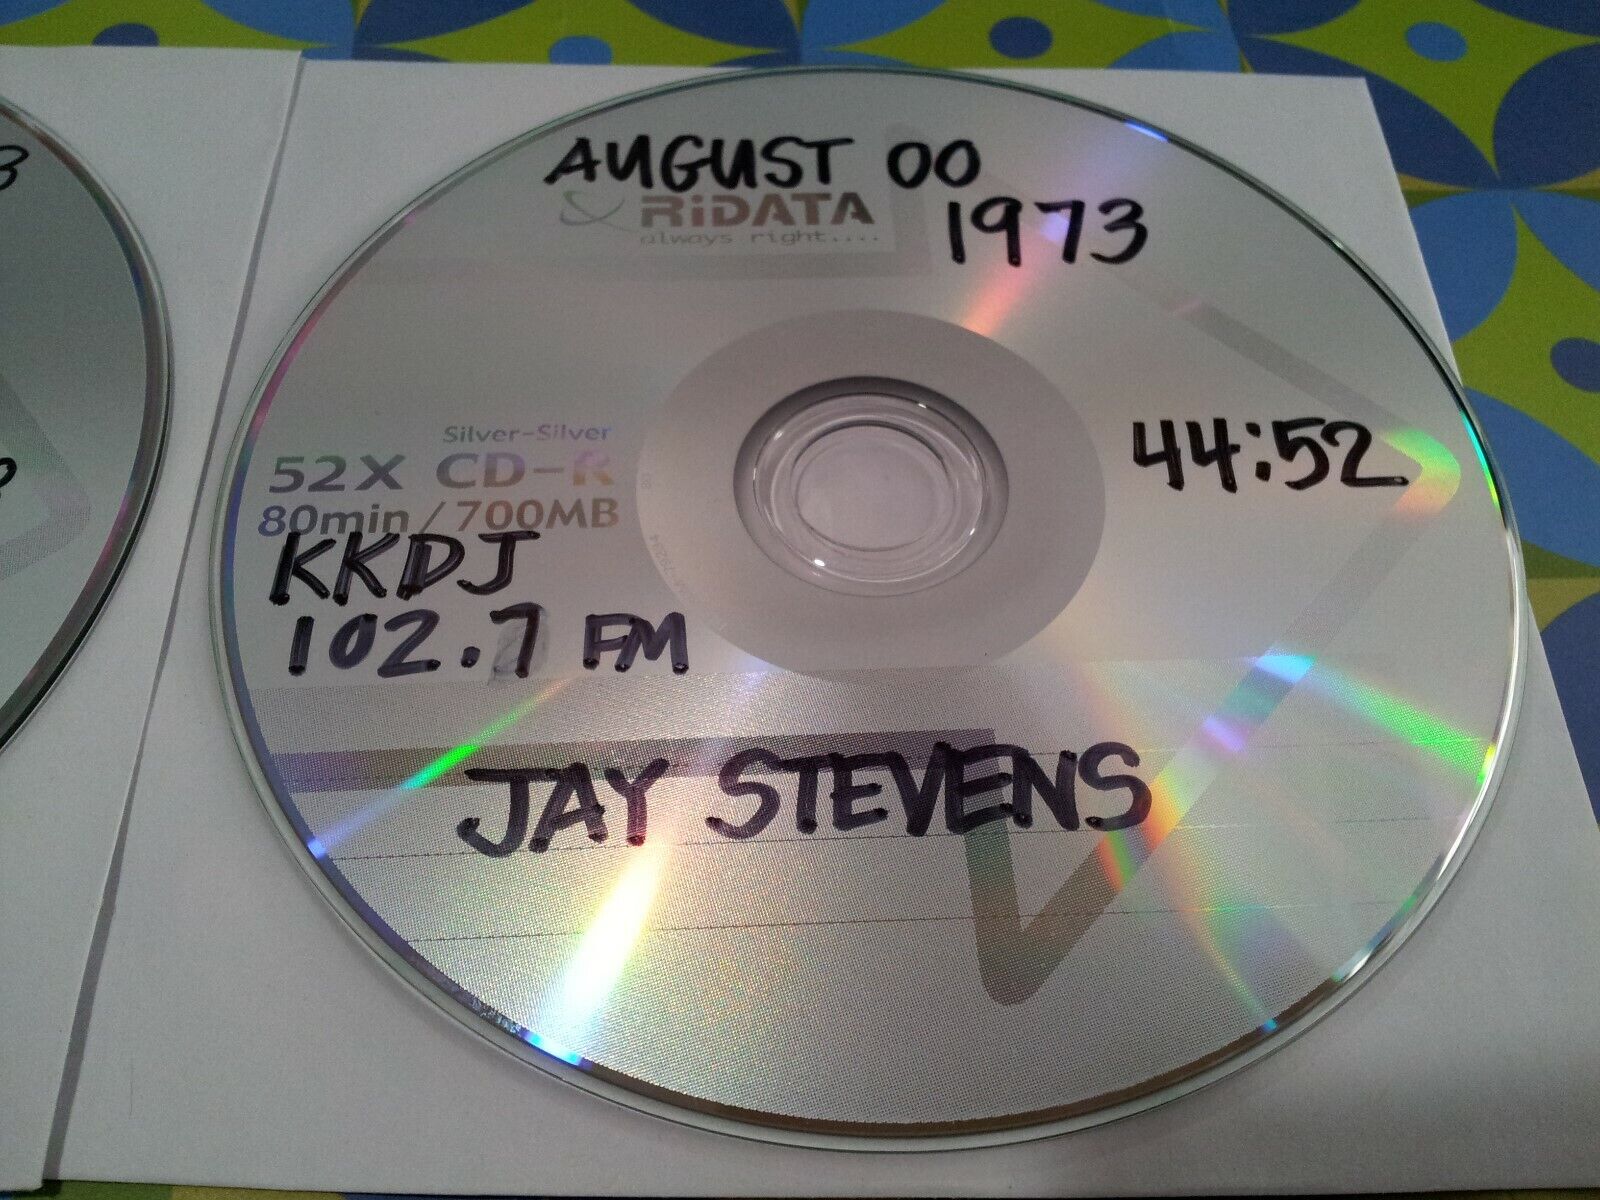 AUGUST 00
1973
RiDATA
always right....
44:52
Silver-Silver
52X CD-R
80min/700MB
KKDJ
102.7 FM
JAY STEVENS
3